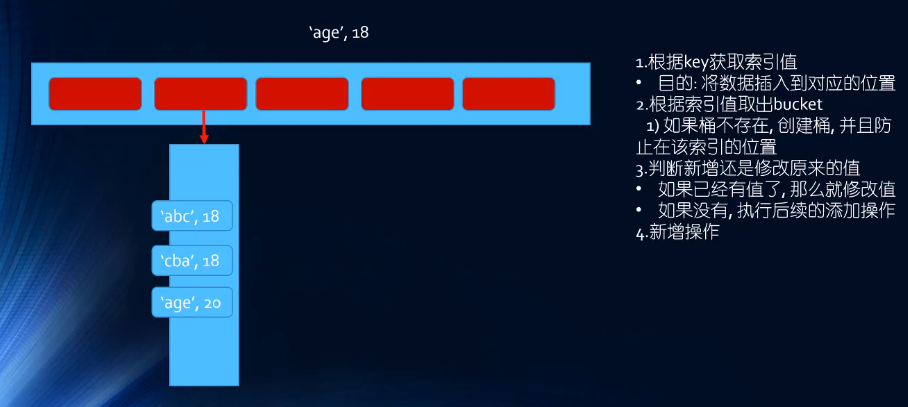 'age', 18
1.根据key获取索引值
• 目的: 将数据插入到对应的位置
2.根据索引值取出bucket
1) 如果桶不存在, 创建桶, 并且防
止在该索引的位置
3.判断新增还是修改原来的值
• 如果已经有值了, 那么就修改值
• 如果没有, 执行后续的添加操作
4.新增操作
'abc', 18
'cba', 18
'age', 20